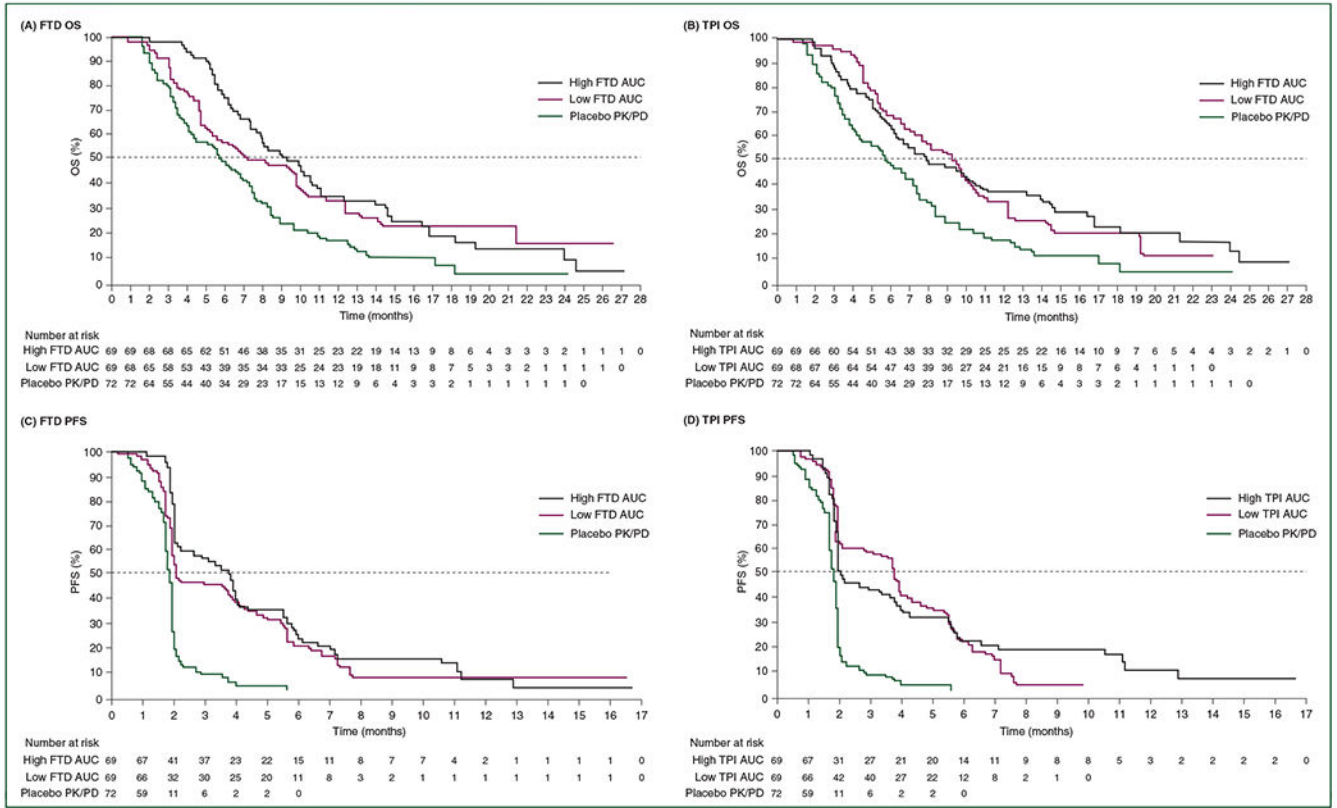 (A) FTD OS
100
90
80
70
60
50
40
30
20
10
0
OS (%)
High FTD AUC
Low FTD AUC
Placebo PK/PD
0 1 2 3 4 5 6 7 8 9 10 11 12 13 14 15 16 17 18 19 20 21 22 23 24 25 26 27 28
Time (months)
Number at risk
High FTD AUC 69 69 68 68 65 62 51 46 38 35 31 25 23 22 19 14 13 9 8 6 4 3 3 3 2 1 1 1 0
Low FTD AUC 69 68 65 58 53 43 39 35 34 33 25 24 23 19 18 11 9 8 7 5 3 3 2 1 1 1 1 0
Placebo PK/PD 72 72 64 55 44 40 34 29 23 17 15 13 12 9 6 4 3 3 2 1 1 1 1 1 1 0
(B) TPI OS
100
90
80
70
60
50
40
30
20
10
0
OS (%)
High FTD AUC
Low FTD AUC
Placebo PK/PD
0 1 2 3 4 5 6 7 8 9 10 11 12 13 14 15 16 17 18 19 20 21 22 23 24 25 26 27 28
Time (months)
Number at risk
High TPI AUC 69 69 66 60 54 51 43 38 33 32 29 25 25 25 22 16 14 10 9 7 6 5 4 4 3 2 2 1 0
Low TPI AUC 69 68 67 66 64 54 47 43 39 36 27 24 21 16 15 9 8 7 6 4 1 1 1 0
Placebo PK/PD 72 72 64 55 44 40 34 29 23 17 15 13 12 9 6 4 3 3 2 1 1 1 1 1 1 0
(C) FTD PFS
100
90
80
70
60
50
40
30
20
10
0
PFS (%)
High FTD AUC
Low FTD AUC
Placebo PK/PD
0 1 2 3 4 5 6 7 8 9 10 11 12 13 14 15 16 17
Time (months)
Number at risk
High FTD AUC 69 67 41 37 23 22 15 11 8 7 7 4 2 1 1 1 1 0
Low FTD AUC 69 66 32 30 25 20 11 8 3 2 1 1 1 1 1 1 1 0
Placebo PK/PD 72 59 11 6 2 2 0
(D) TPI PFS
100
90
80
70
60
50
40
30
20
10
0
PFS (%)
High TPI AUC
Low TPI AUC
Placebo PK/PD
0 1 2 3 4 5 6 7 8 9 10 11 12 13 14 15 16 17
Time (months)
Number at risk
High TPI AUC 69 67 31 27 21 20 14 11 9 8 8 5 3 2 2 2 2 0
Low TPI AUC 69 66 42 40 27 22 12 8 2 1 0
Placebo PK/PD 72 59 11 6 2 2 0